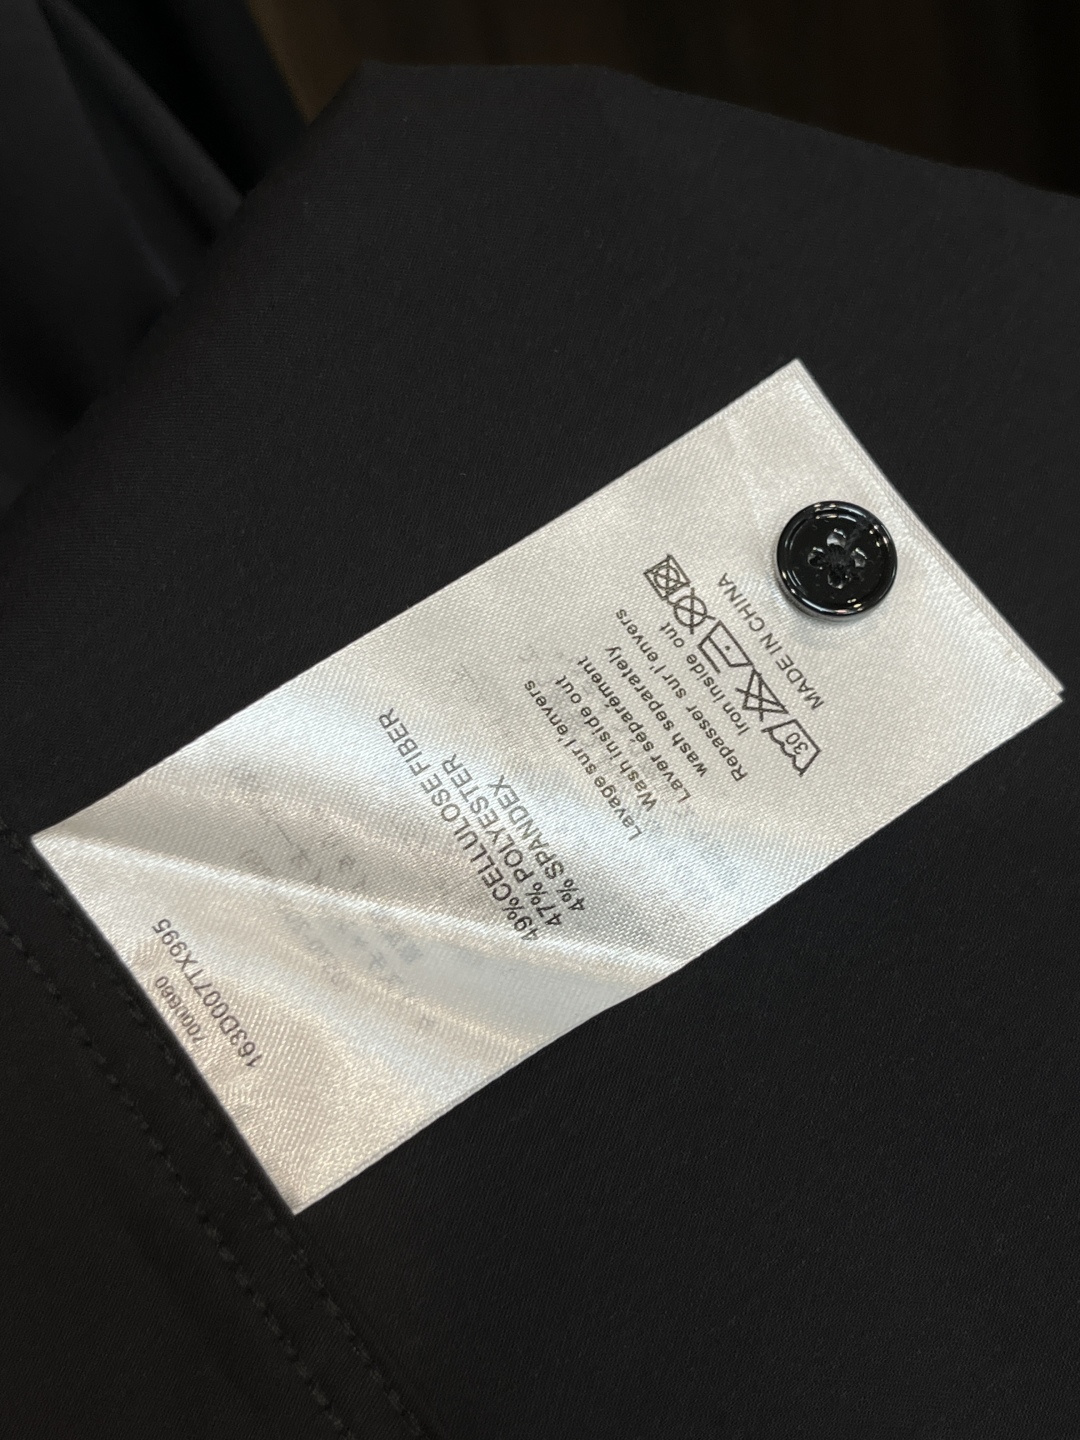 163D007TX995
49%CELLULOSE FIBER
47% POLYESTER
4% SPANDEX
Lavage sur l'envers
Wash inside out
Laver separément
wash separately
Repasser sur l'envers
Iron inside out
30
MADE IN CHINA